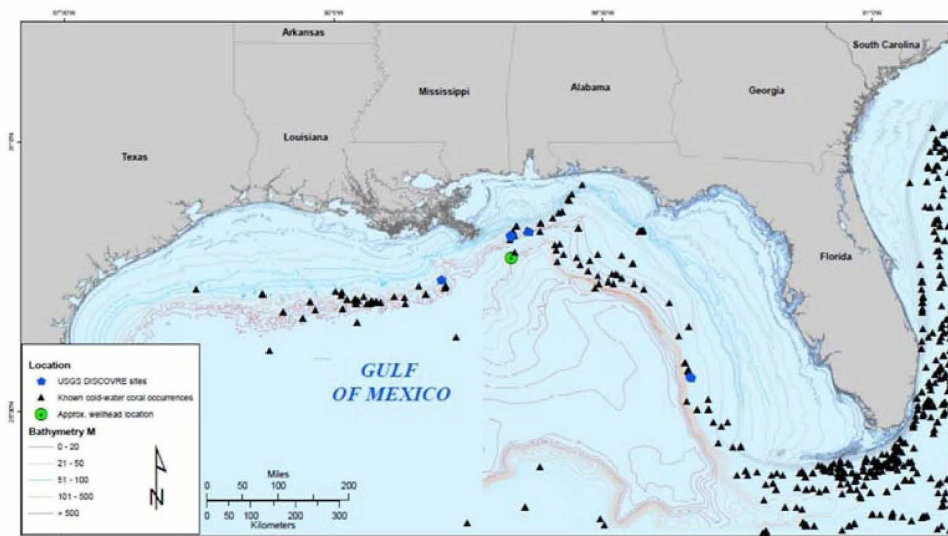 Arkansas
South Carolina
Mississippi
Alabama
Georgia
Louisiana
Texas
Florida
GULF
OF MEXICO
Location
USGS DISCOVRE sites
Known cold-water coral occurrences
Approx. wellhead location
Bathymetry M
0 - 20
21 - 50
51 - 100
101 - 500
> 500
N
Miles
0 50 100 200
0 50 100 200 300
Kilometers